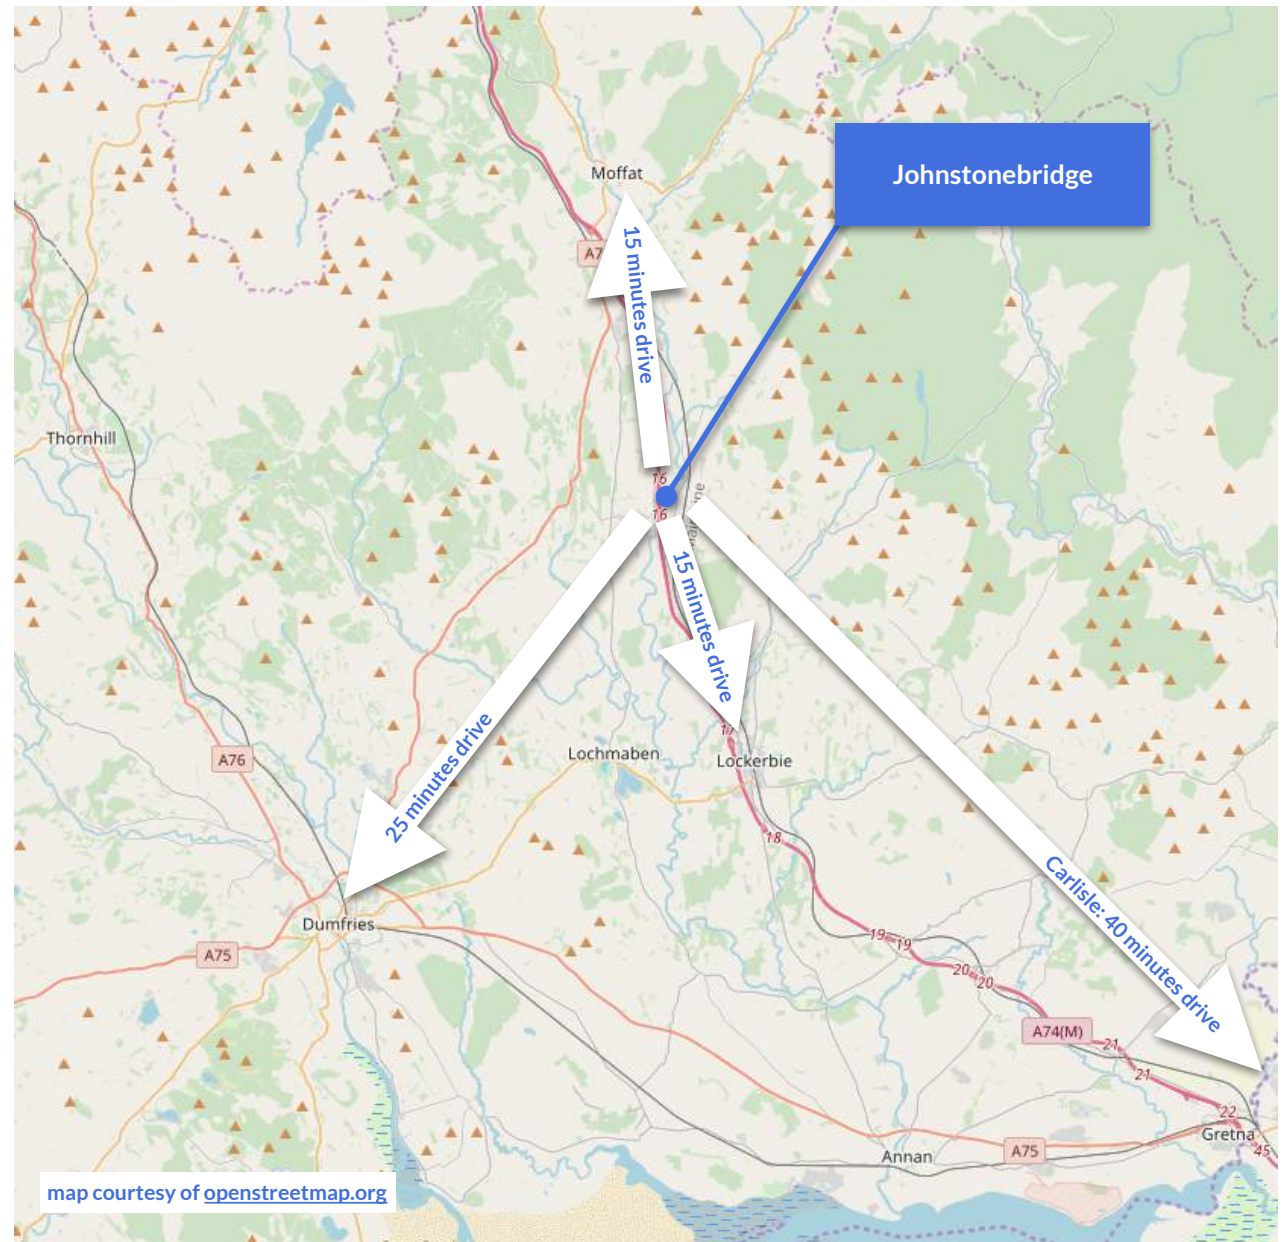 Johnstonebridge
Moffat
15 minutes drive
Thornhill
16
16
15 minutes drive
25 minutes drive
A76
Lochmaben
17
Lockerbie
18
Carlisle: 40 minutes drive
Dumfries
A75
19
19
20
20
A74(M)
21
21
22
Gretna
45
Annan
A75
map courtesy of openstreetmap.org